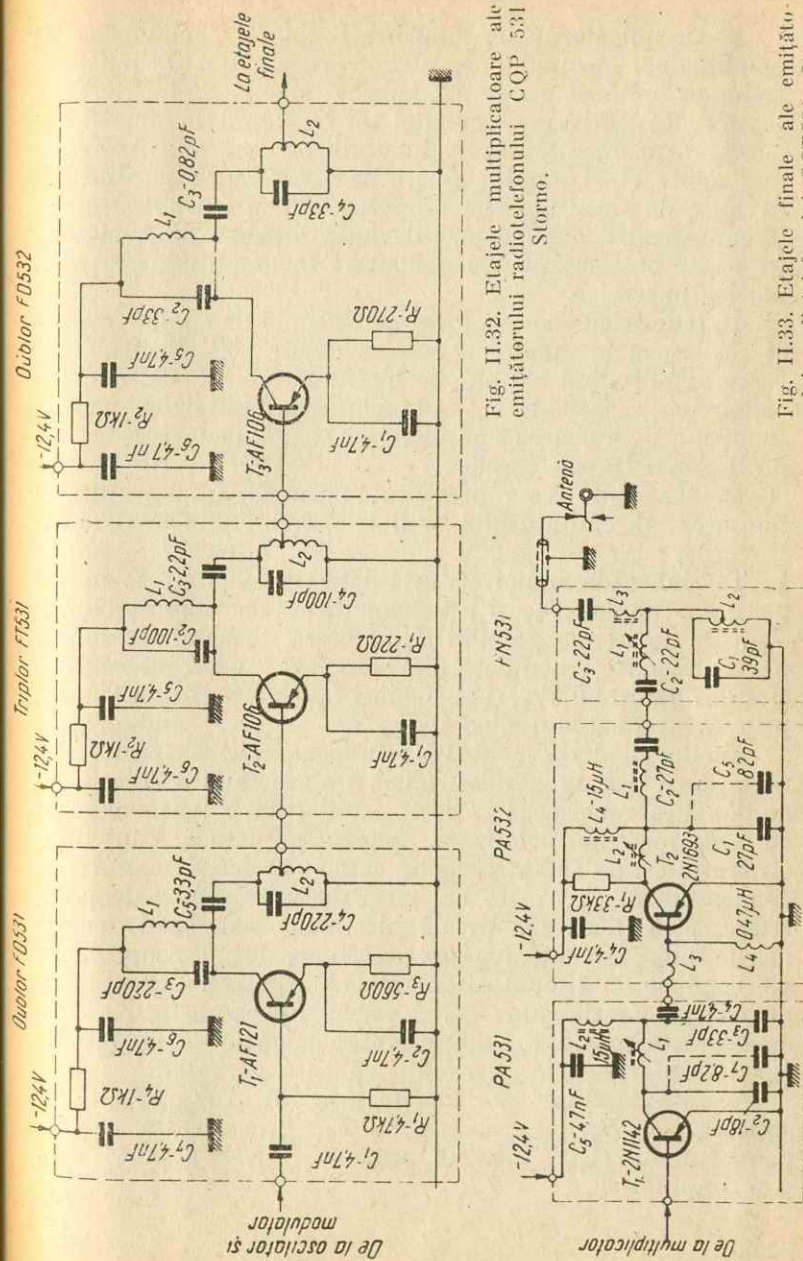 Dublor FD531
Triplor FT531
Dublor FD532
-12,4V
-12,4V
-12,4V
R4-1kΩ
R2-1kΩ
R2-1kΩ
C7-4,7nF
C6-4,7nF
C3-220pF
L1
C5-3,3pF
C6-4,7nF
C5-4,7nF
C2-100pF
L1
C3-2,2pF
C6-4,7nF
C5-4,7nF
C2-33pF
L1
C3-0,82pF
La etajele
finale
T1-AF121
T2-AF106
T3-AF106
De la oscilator și
modulator
C1-4,7nF
R1-4,7kΩ
C2-4,7nF
R3-560Ω
C4-220pF
L2
C1-4,7nF
R1-220Ω
C4-100pF
L2
C1-4,7nF
R1-270Ω
C4-33pF
L2
Fig. II.32. Etajele multiplicatoare ale
emițătorului radiotelefonului CQP 531
Storno.
PA531
PA532
FN531
-12,4V
-12,4V
C5-47nF
L2
15µH
L1
C4-4,7nF
R1-33kΩ
L2
L4-15µH
L1
C2-27pF
C3-22pF
L3
L1
C2-22pF
L2
C1
39pF
Antenă
De la multiplicator
T1-2N1142
C2-18pF
C1-82pF
C3-33pF
C4-47nF
L3
L4
0,47µH
T2
2N1693
C1
27pF
82pF
Fig. II.33. Etajele finale ale emițăto-